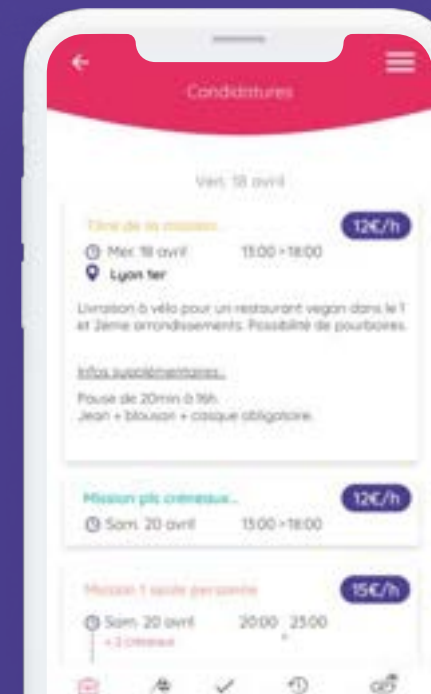 Candidatures
Ven. 18 avril
Titre de la mission...
12€/h
Mer. 18 avril 13:00 > 18:00
Lyon 1er
Livraison à vélo pour un restaurant vegan dans le 1
et 2ème arrondissements. Possibilité de pourboires.
Infos supplémentaires...
Pause de 20min à 16h.
Jean + blouson + casque obligatoire.
Mission pls créneaux...
12€/h
Sam. 20 avril 13:00 > 18:00
Mission 1 seule personne
15€/h
Sam. 20 avril 20:00 23:00
+ 2 créneaux